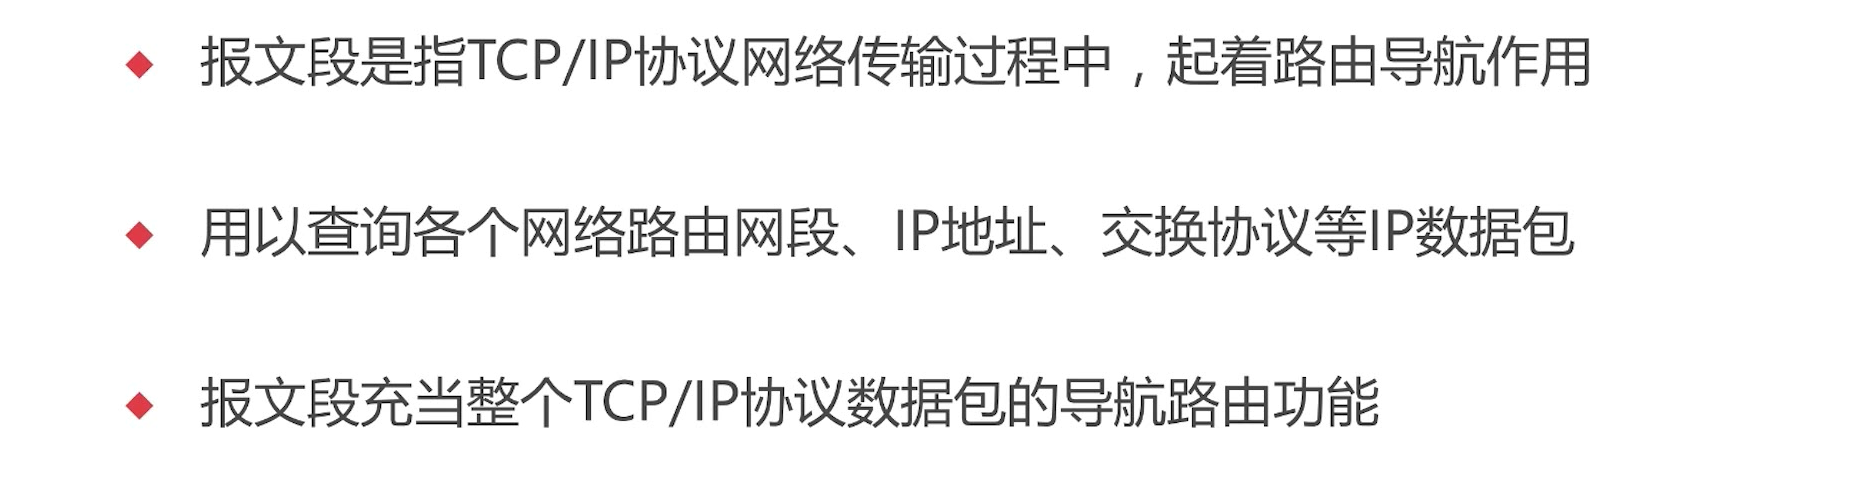 报文段是指TCP/IP协议网络传输过程中，起着路由导航作用
用以查询各个网络路由网段、IP地址、交换协议等IP数据包
报文段充当整个TCP/IP协议数据包的导航路由功能